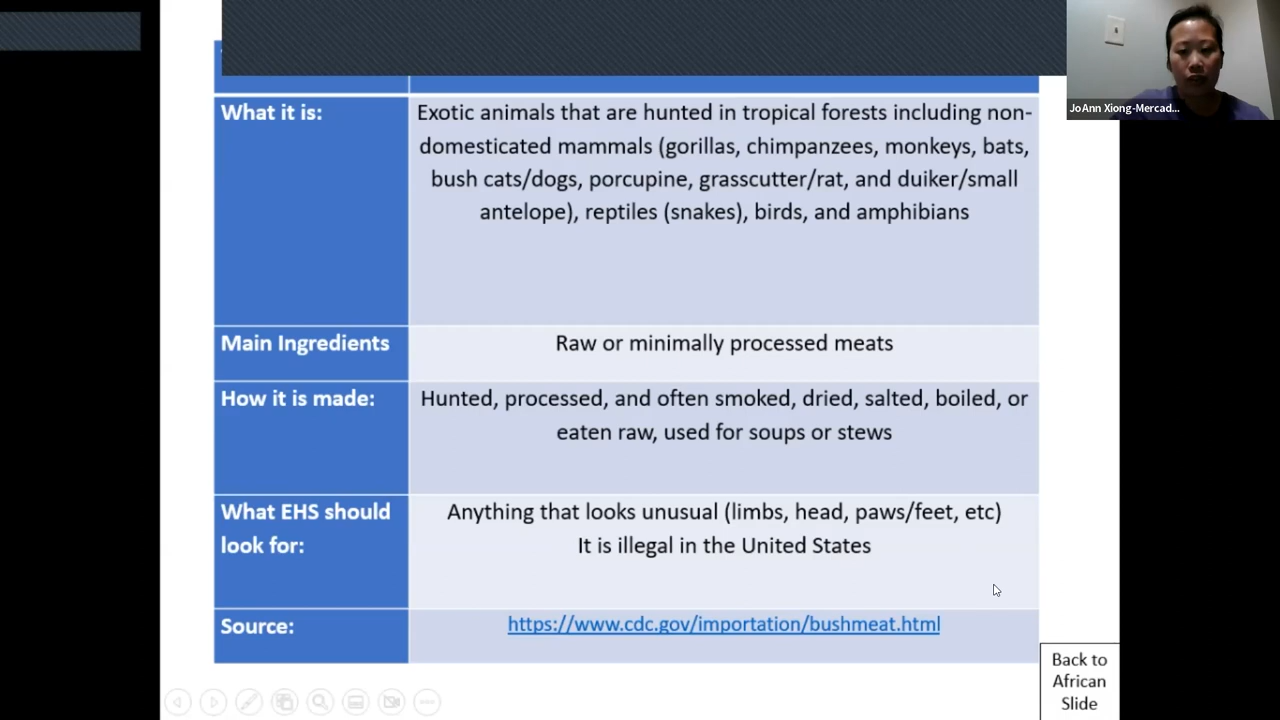 JoAnn Xiong-Mercad...
What it is:
Exotic animals that are hunted in tropical forests including non-
domesticated mammals (gorillas, chimpanzees, monkeys, bats,
bush cats/dogs, porcupine, grasscutter/rat, and duiker/small
antelope), reptiles (snakes), birds, and amphibians
Main Ingredients
Raw or minimally processed meats
How it is made:
Hunted, processed, and often smoked, dried, salted, boiled, or
eaten raw, used for soups or stews
What EHS should
look for:
Anything that looks unusual (limbs, head, paws/feet, etc)
It is illegal in the United States
Source:
https://www.cdc.gov/importation/bushmeat.html
Back to
African
Slide